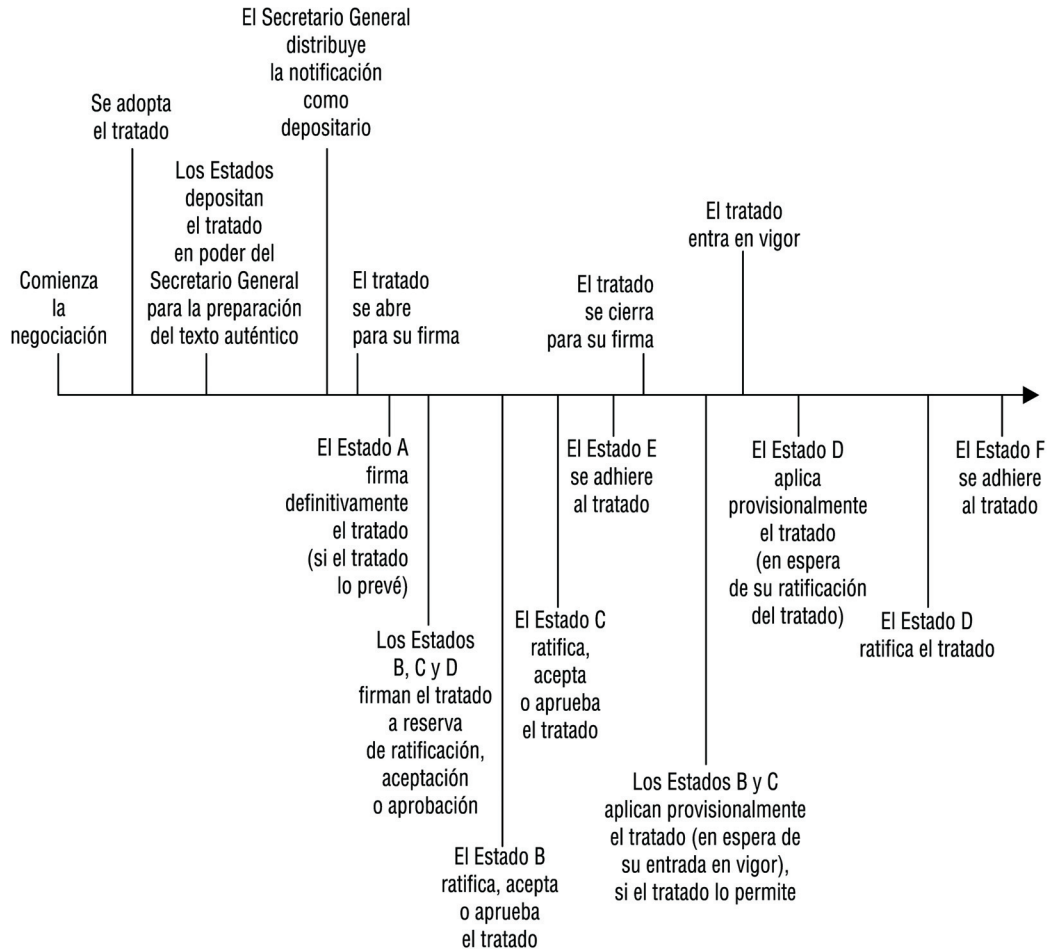 El Secretario General
distribuye
la notificación
como
depositario
Se adopta
el tratado
Los Estados
depositan
el tratado
en poder del
Secretario General
para la preparación
del texto auténtico
Comienza
la
negociación
El tratado
se abre
para su firma
El tratado
se cierra
para su firma
El tratado
entra en vigor
El Estado A
firma
definitivamente
el tratado
(si el tratado
lo prevé)
Los Estados
B, C y D
firman el tratado
a reserva
de ratificación,
aceptación
o aprobación
El Estado B
ratifica, acepta
o aprueba
el tratado
El Estado C
ratifica,
acepta
o aprueba
el tratado
El Estado E
se adhiere
al tratado
Los Estados B y C
aplican provisionalmente
el tratado (en espera de
su entrada en vigor),
si el tratado lo permite
El Estado D
aplica
provisionalmente
el tratado
(en espera
de su ratificación
del tratado)
El Estado D
ratifica el tratado
El Estado F
se adhiere
al tratado